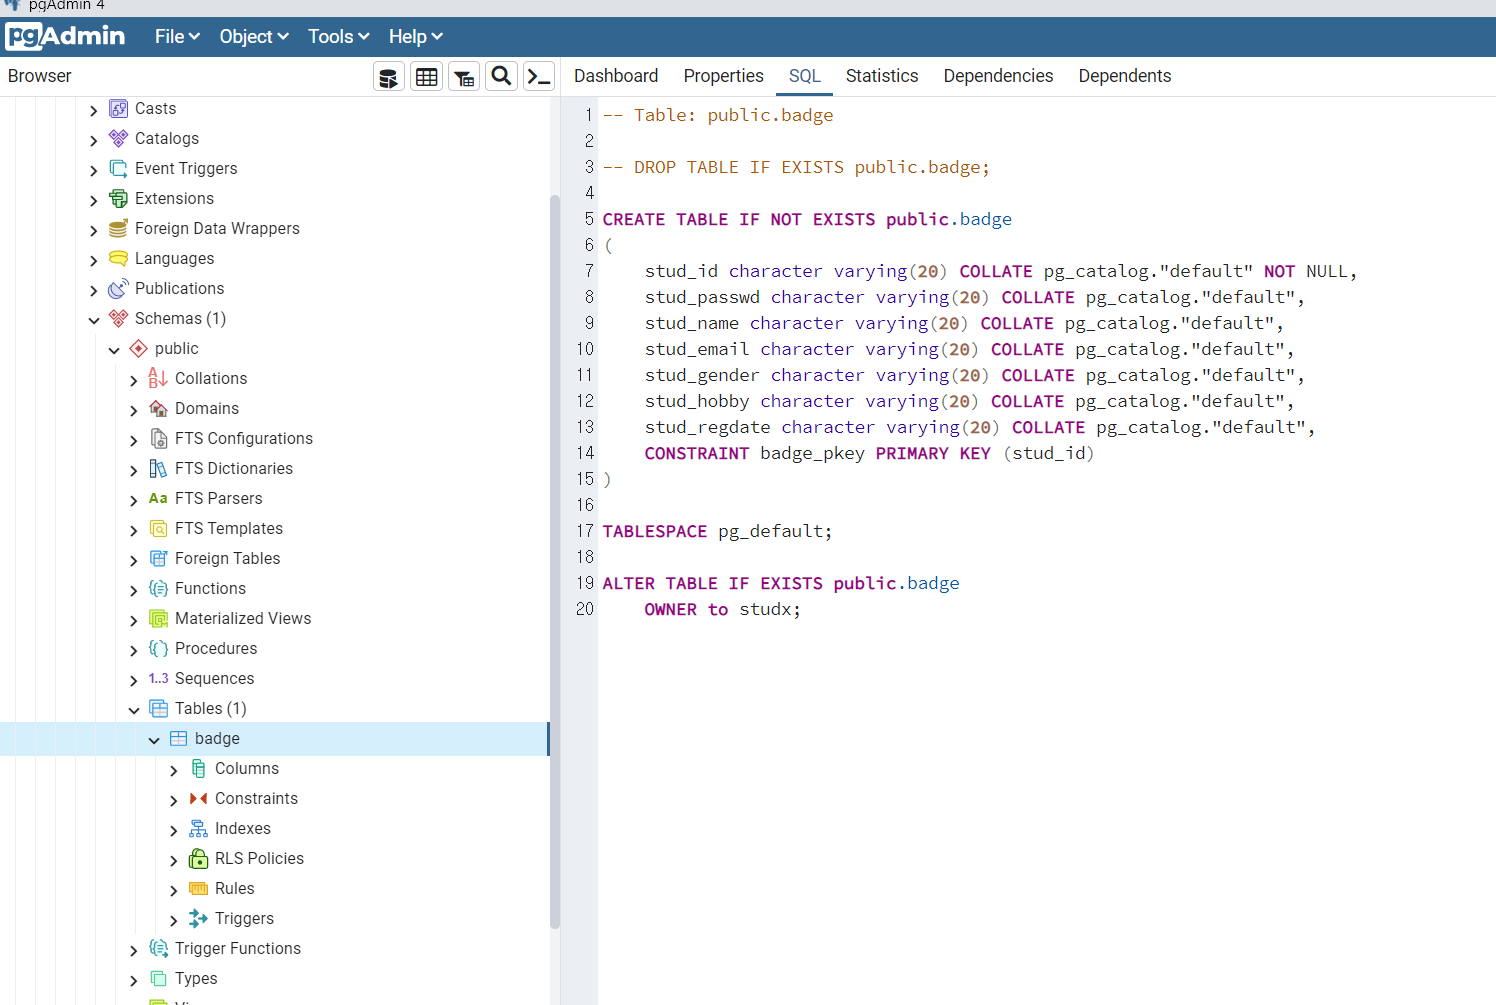 pgAdmin 4
pgAdmin File Object Tools Help
Browser
Dashboard Properties SQL Statistics Dependencies Dependents
Casts
Catalogs
Event Triggers
Extensions
Foreign Data Wrappers
Languages
Publications
Schemas (1)
public
Collations
Domains
FTS Configurations
FTS Dictionaries
Aa FTS Parsers
FTS Templates
Foreign Tables
Functions
Materialized Views
Procedures
1..3 Sequences
Tables (1)
badge
Columns
Constraints
Indexes
RLS Policies
Rules
Triggers
Trigger Functions
Types
1 -- Table: public.badge
2
3 -- DROP TABLE IF EXISTS public.badge;
4
5 CREATE TABLE IF NOT EXISTS public.badge
6 (
7 stud_id character varying(20) COLLATE pg_catalog."default" NOT NULL,
8 stud_passwd character varying(20) COLLATE pg_catalog."default",
9 stud_name character varying(20) COLLATE pg_catalog."default",
10 stud_email character varying(20) COLLATE pg_catalog."default",
11 stud_gender character varying(20) COLLATE pg_catalog."default",
12 stud_hobby character varying(20) COLLATE pg_catalog."default",
13 stud_regdate character varying(20) COLLATE pg_catalog."default",
14 CONSTRAINT badge_pkey PRIMARY KEY (stud_id)
15 )
16
17 TABLESPACE pg_default;
18
19 ALTER TABLE IF EXISTS public.badge
20 OWNER to studx;